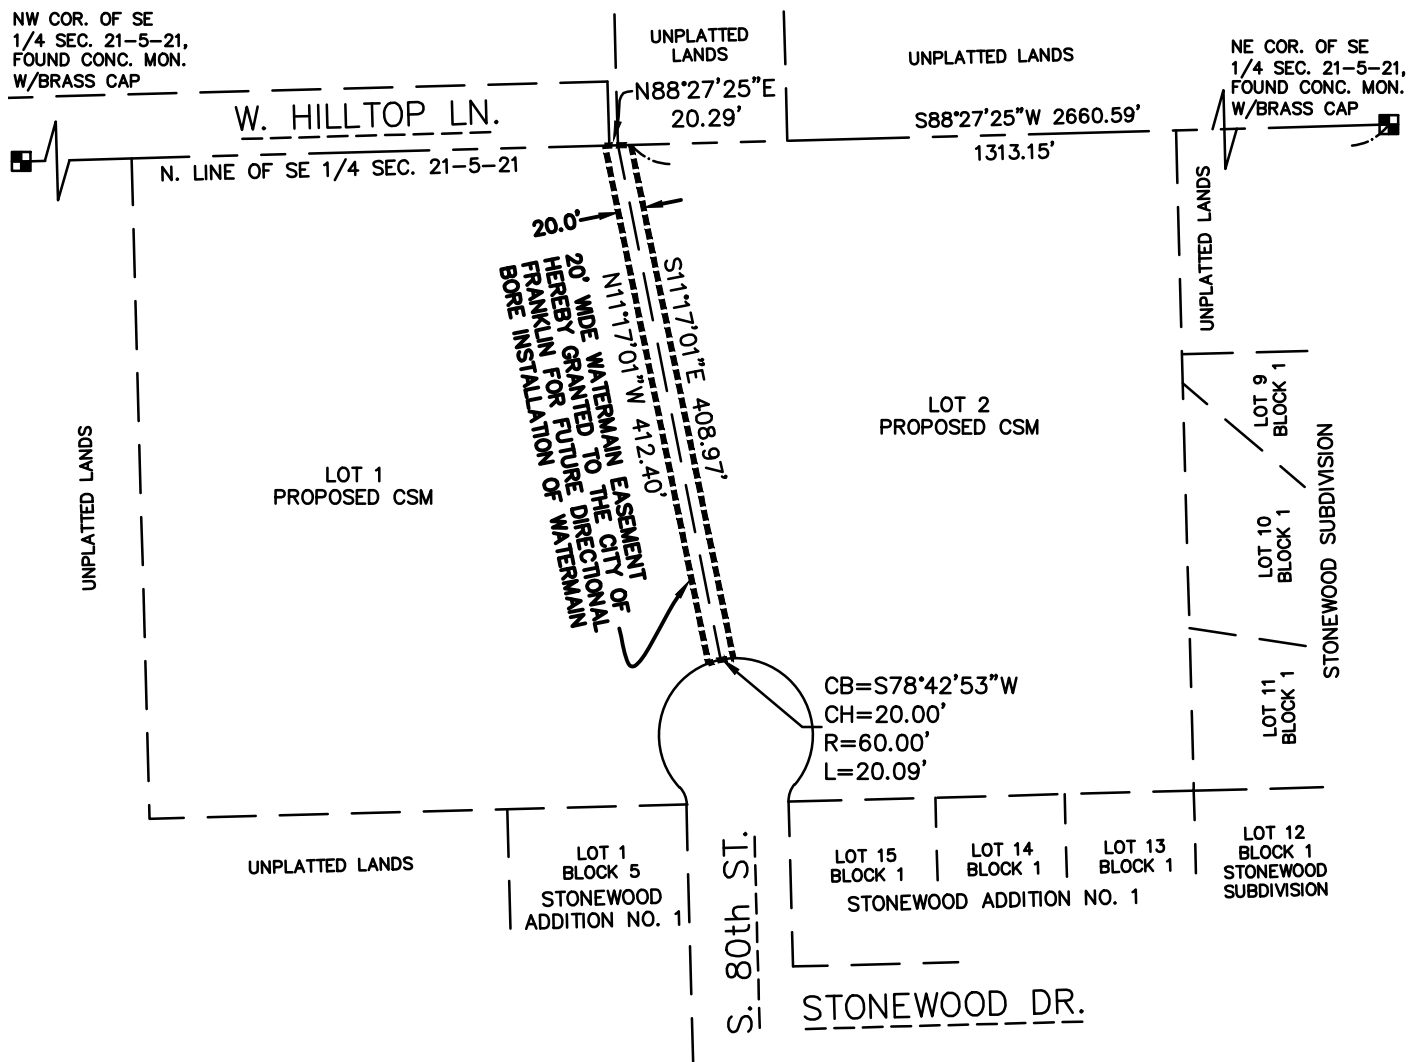 NW COR. OF SE
1/4 SEC. 21-5-21,
FOUND CONC. MON.
W/BRASS CAP
UNPLATTED
LANDS
UNPLATTED LANDS
NE COR. OF SE
1/4 SEC. 21-5-21,
FOUND CONC. MON.
W/BRASS CAP
N88°27'25"E
20.29'
W. HILLTOP LN.
S88°27'25"W 2660.59'
1313.15'
N. LINE OF SE 1/4 SEC. 21-5-21
20.0'
20' WIDE WATERMAIN EASEMENT
HEREBY GRANTED TO THE CITY OF
FRANKLIN FOR FUTURE DIRECTIONAL
BORE INSTALLATION OF WATERMAIN
N11°17'01"W 412.40'
S11°17'01"E 408.97'
UNPLATTED LANDS
LOT 1
PROPOSED CSM
LOT 2
PROPOSED CSM
UNPLATTED LANDS
LOT 9
BLOCK 1
LOT 10
BLOCK 1
LOT 11
BLOCK 1
STONEWOOD SUBDIVISION
CB=S78°42'53"W
CH=20.00'
R=60.00'
L=20.09'
UNPLATTED LANDS
LOT 1
BLOCK 5
STONEWOOD
ADDITION NO. 1
S. 80th ST.
LOT 15
BLOCK 1
LOT 14
BLOCK 1
LOT 13
BLOCK 1
STONEWOOD ADDITION NO. 1
LOT 12
BLOCK 1
STONEWOOD
SUBDIVISION
STONEWOOD DR.